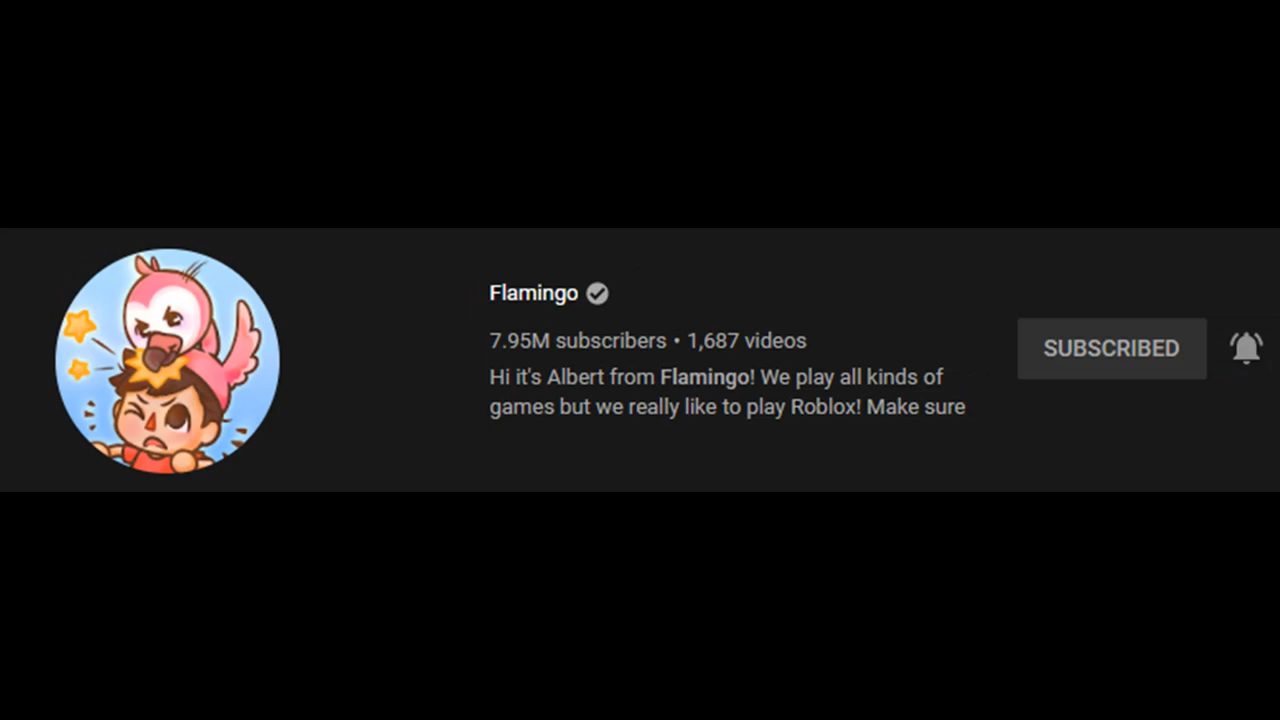 Flamingo
7.95M subscribers • 1,687 videos
Hi it's Albert from Flamingo! We play all kinds of
games but we really like to play Roblox! Make sure
SUBSCRIBED